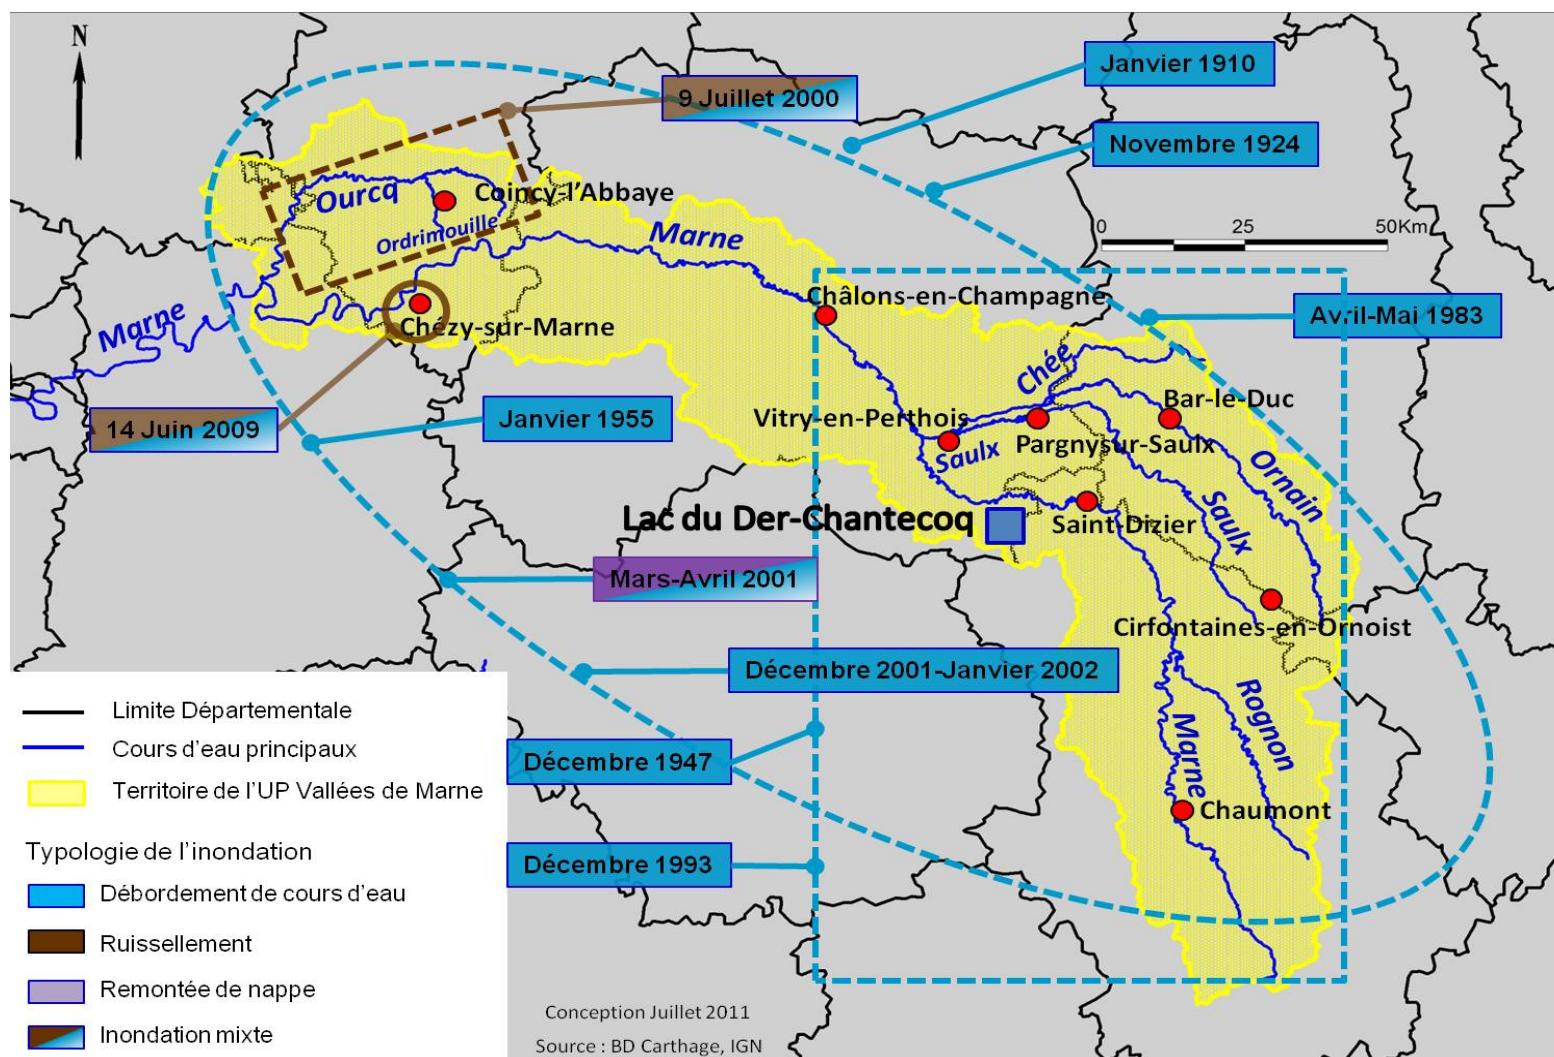 N
Janvier 1910
9 Juillet 2000
Novembre 1924
Ourcq
Coincy-l'Abbaye
Ordrimouille
Marne
0 25 50Km
Châlons-en-Champagne
Avril-Mai 1983
Marne
Chézy-sur-Marne
Chée
Bar-le-Duc
14 Juin 2009
Janvier 1955
Vitry-en-Perthois
Pargnysur-Saulx
Saulx
Ornain
Lac du Der-Chantecoq
Saint-Dizier
Saulx
Mars-Avril 2001
Cirfontaines-en-Ornoist
Décembre 2001-Janvier 2002
Rognon
Marne
Décembre 1947
Chaumont
Décembre 1993
Limite Départementale
Cours d'eau principaux
Territoire de l'UP Vallées de Marne
Typologie de l'inondation
Débordement de cours d'eau
Ruissellement
Remontée de nappe
Inondation mixte
Conception Juillet 2011
Source : BD Carthage, IGN